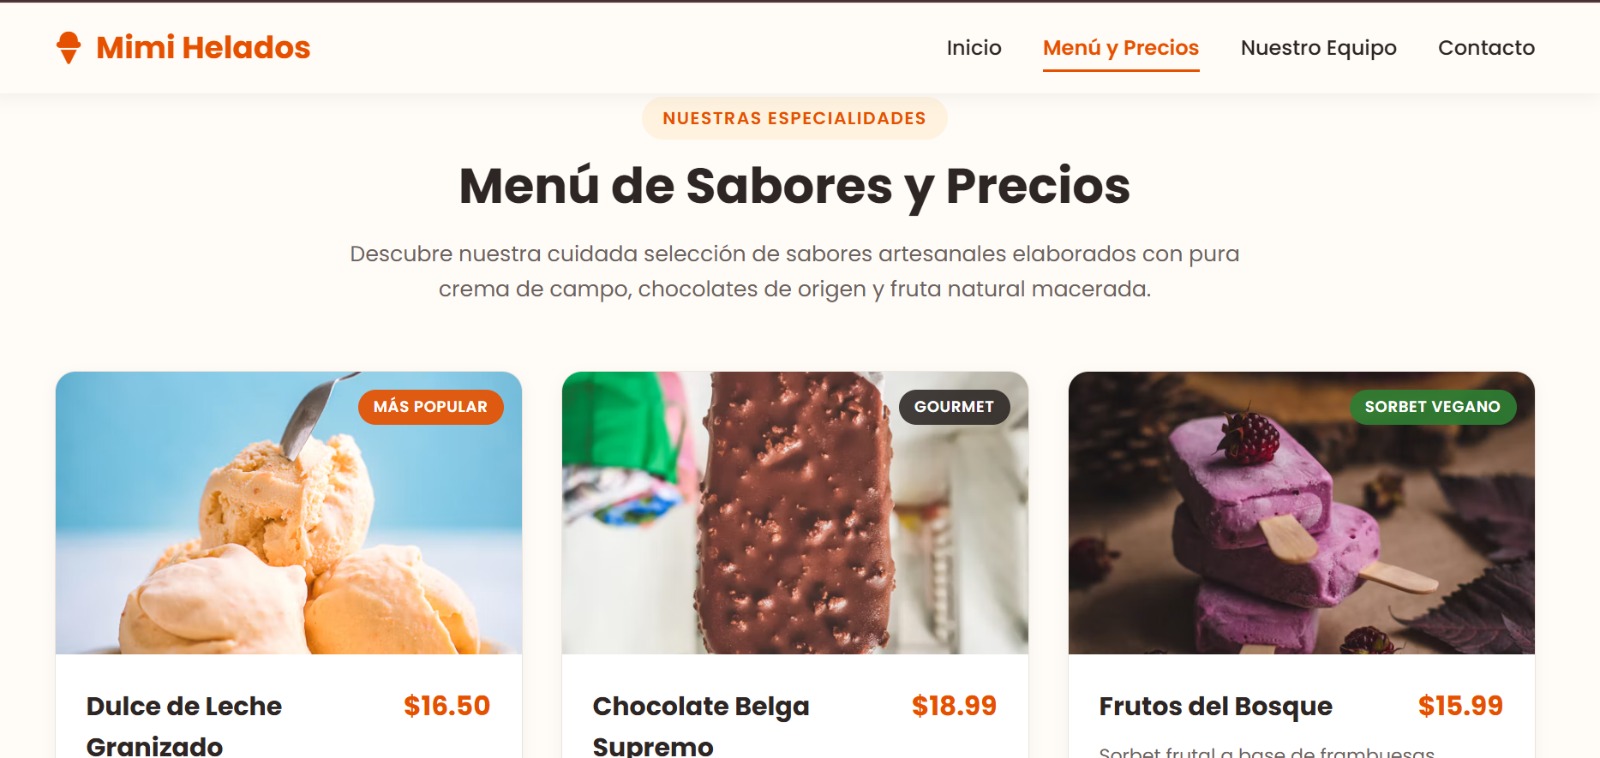 Mimi Helados
Inicio
Menú y Precios
Nuestro Equipo
Contacto
NUESTRAS ESPECIALIDADES
Menú de Sabores y Precios
Descubre nuestra cuidada selección de sabores artesanales elaborados con pura
crema de campo, chocolates de origen y fruta natural macerada.
MÁS POPULAR
GOURMET
SORBET VEGANO
Dulce de Leche
Granizado
$16.50
Chocolate Belga
Supremo
$18.99
Frutos del Bosque
$15.99
Sorbet frutal a base de frambuesas